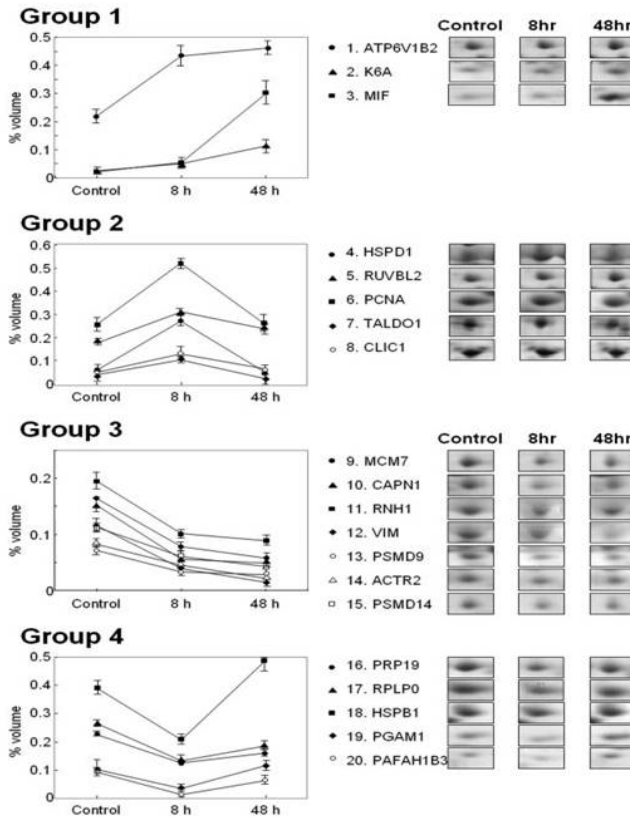 Group 1
Control 8hr 48hr
0.5
0.4
0.3
0.2
0.1
0
% volume
Control 8 h 48 h
1. ATP6V1B2
2. K6A
3. MIF
Group 2
0.6
0.5
0.4
0.3
0.2
0.1
0
% volume
Control 8 h 48 h
4. HSPD1
5. RUVBL2
6. PCNA
7. TALDO1
8. CLIC1
Group 3
Control 8hr 48hr
0.2
0.1
0
% volume
Control 8 h 48 h
9. MCM7
10. CAPN1
11. RNH1
12. VIM
13. PSMD9
14. ACTR2
15. PSMD14
Group 4
0.5
0.4
0.3
0.2
0.1
0
% volume
Control 8 h 48 h
16. PRP19
17. RPLP0
18. HSPB1
19. PGAM1
20. PAFAH1B3